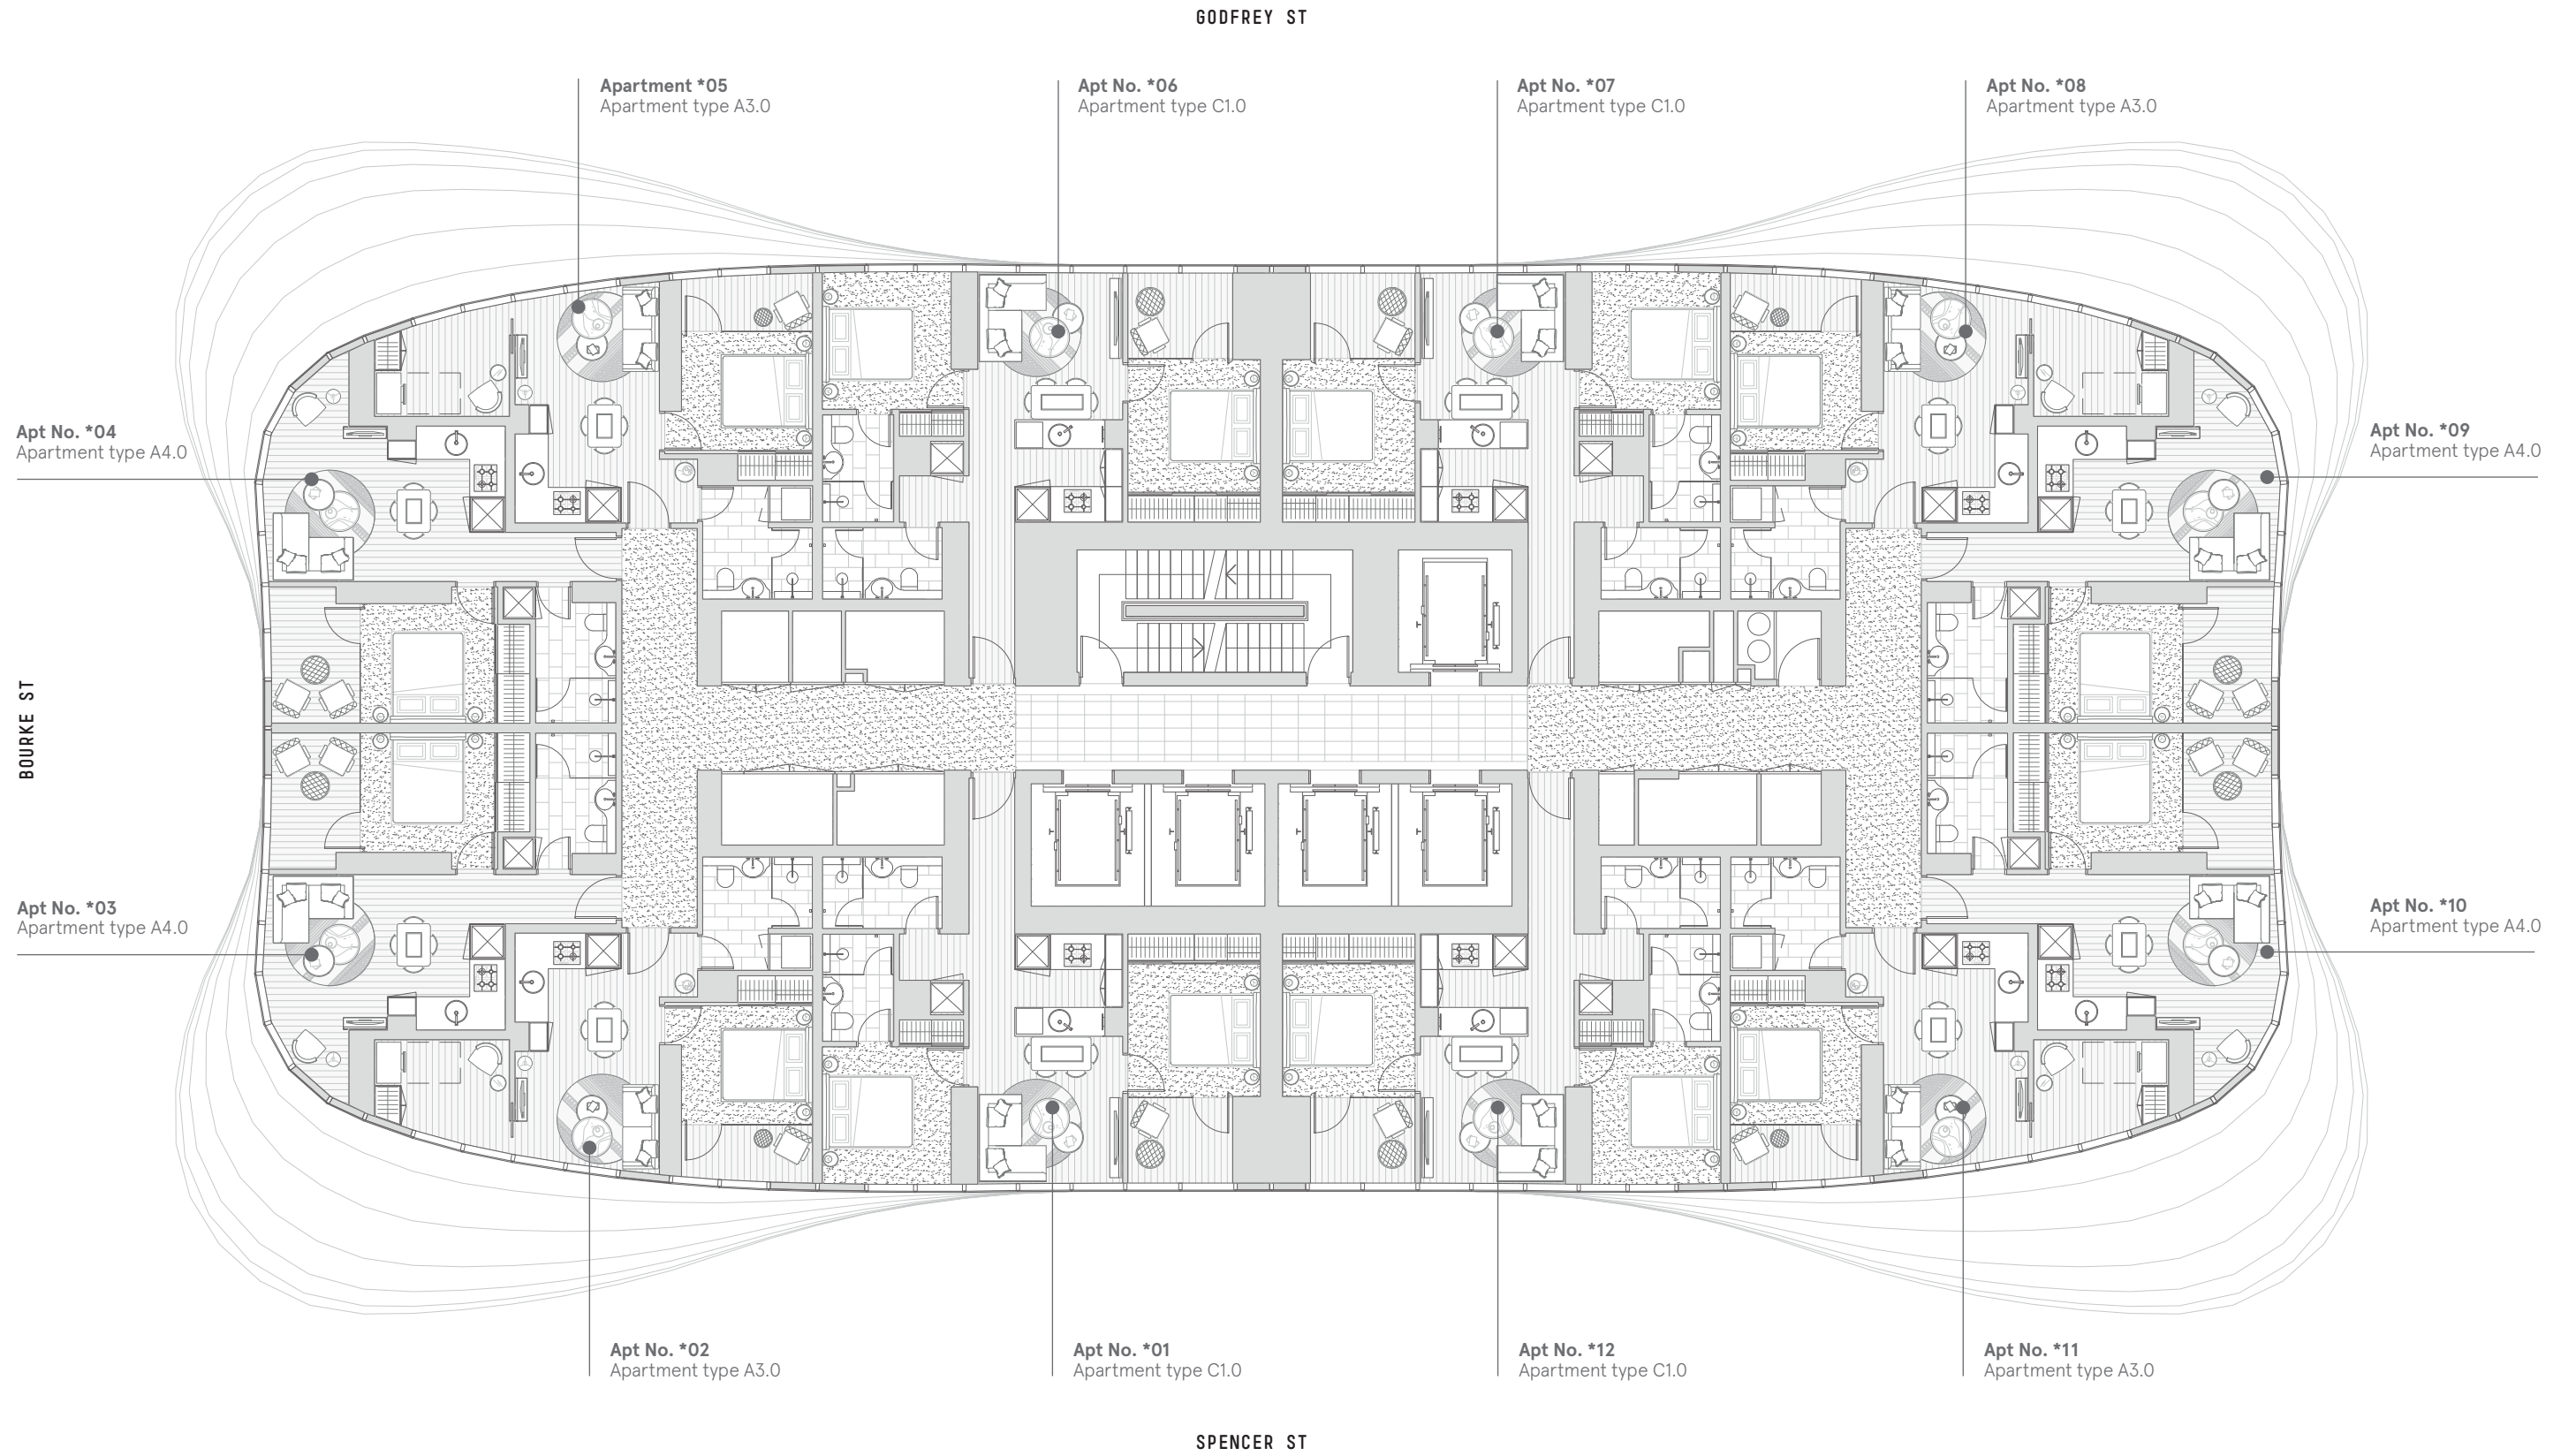 GODFREY ST
Apartment *05
Apartment type A3.0
Apt No. *06
Apartment type C1.0
Apt No. *07
Apartment type C1.0
Apt No. *08
Apartment type A3.0
Apt No. *04
Apartment type A4.0
Apt No. *09
Apartment type A4.0
BOURKE ST
Apt No. *03
Apartment type A4.0
Apt No. *10
Apartment type A4.0
Apt No. *02
Apartment type A3.0
Apt No. *01
Apartment type C1.0
Apt No. *12
Apartment type C1.0
Apt No. *11
Apartment type A3.0
SPENCER ST